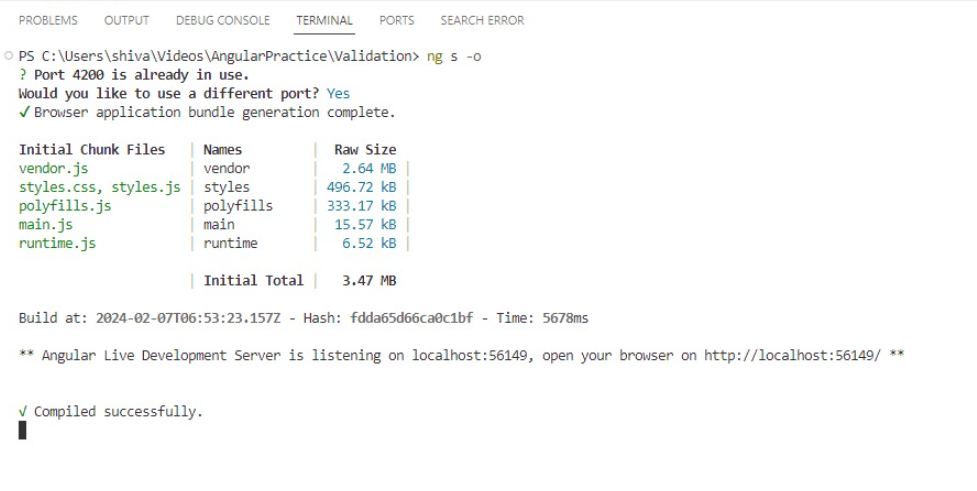 PROBLEMS OUTPUT DEBUG CONSOLE TERMINAL PORTS SEARCH ERROR
PS C:\Users\shiva\Videos\AngularPractice\Validation> ng s -o
? Port 4200 is already in use.
Would you like to use a different port? Yes
√ Browser application bundle generation complete.
Initial Chunk Files | Names | Raw Size
vendor.js | vendor | 2.64 MB |
styles.css, styles.js | styles | 496.72 kB |
polyfills.js | polyfills | 333.17 kB |
main.js | main | 15.57 kB |
runtime.js | runtime | 6.52 kB |
| Initial Total | 3.47 MB
Build at: 2024-02-07T06:53:23.157Z - Hash: fdda65d66ca0c1bf - Time: 5678ms
** Angular Live Development Server is listening on localhost:56149, open your browser on http://localhost:56149/ **
√ Compiled successfully.